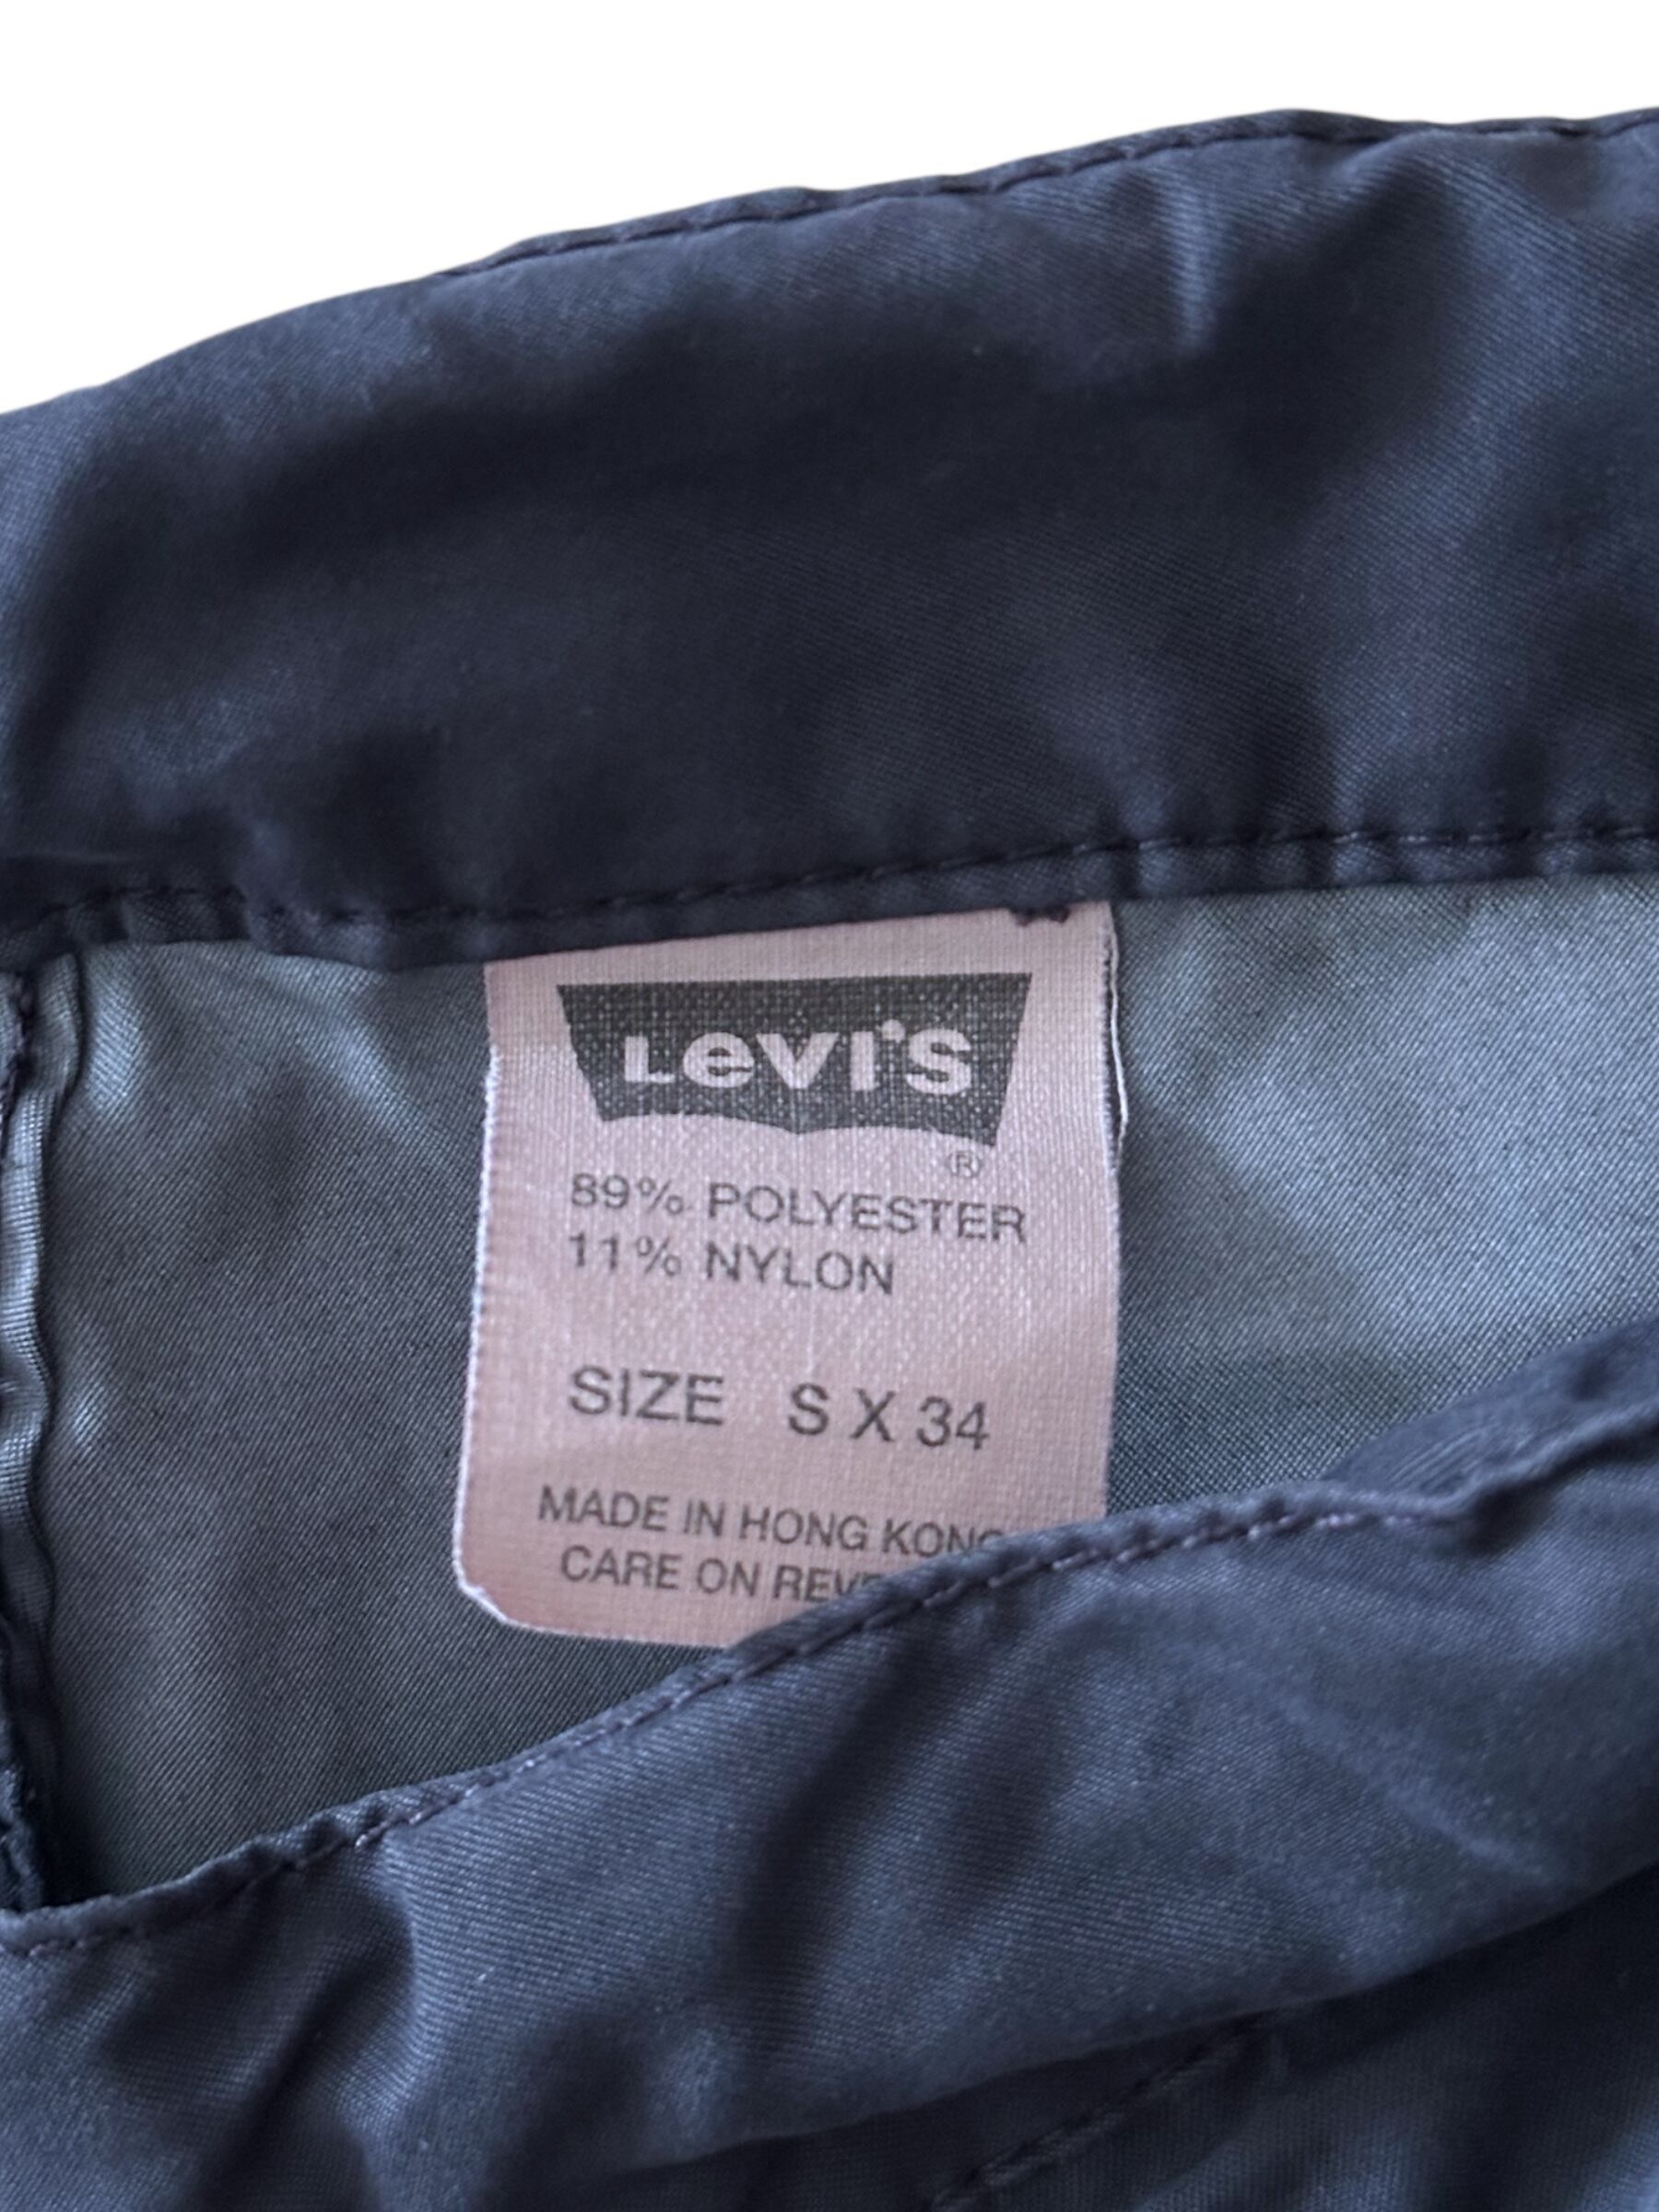 Levi's
®
89% POLYESTER
11% NYLON
SIZE S X 34
MADE IN HONG KONG
CARE ON